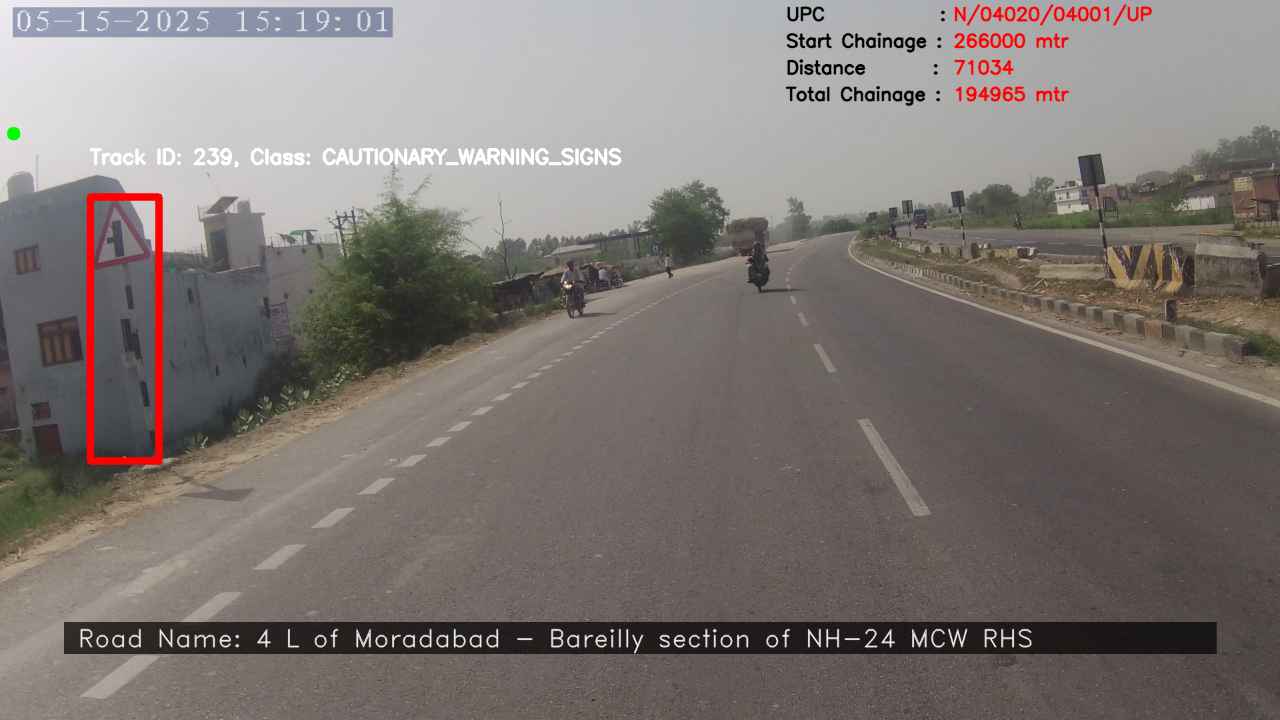 05-15-2025 15:19:01
UPC : N/04020/04001/UP
Start Chainage : 266000 mtr
Distance : 71034
Total Chainage : 194965 mtr
Track ID: 239, Class: CAUTIONARY_WARNING_SIGNS
Road Name: 4 L of Moradabad - Bareilly section of NH-24 MCW RHS